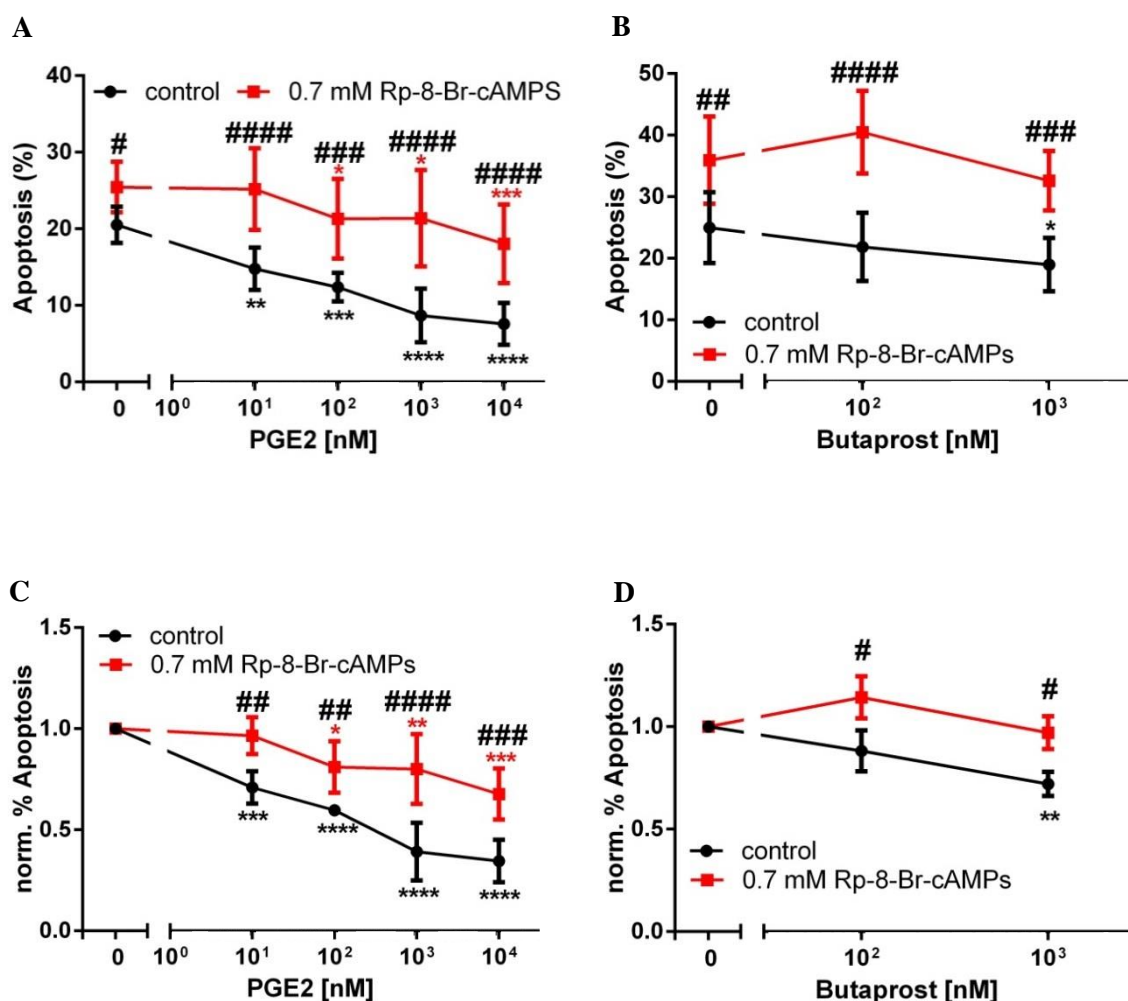 A
control 0.7 mM Rp-8-Br-cAMPS
Apoptosis (%)
40
30
20
10
0
# #### ### #### ####
* * ***
** *** **** ****
0 10⁰ 10¹ 10² 10³ 10⁴
PGE2 [nM]
B
Apoptosis (%)
50
40
30
20
10
0
## #### ###
*
control
0.7 mM Rp-8-Br-cAMPs
0 10² 10³
Butaprost [nM]
C
control
0.7 mM Rp-8-Br-cAMPs
norm. % Apoptosis
1.5
1.0
0.5
0.0
## ## #### ###
* ** ***
*** **** **** ****
0 10⁰ 10¹ 10² 10³ 10⁴
PGE2 [nM]
D
norm. % Apoptosis
1.5
1.0
0.5
0.0
# #
**
control
0.7 mM Rp-8-Br-cAMPs
0 10² 10³
Butaprost [nM]